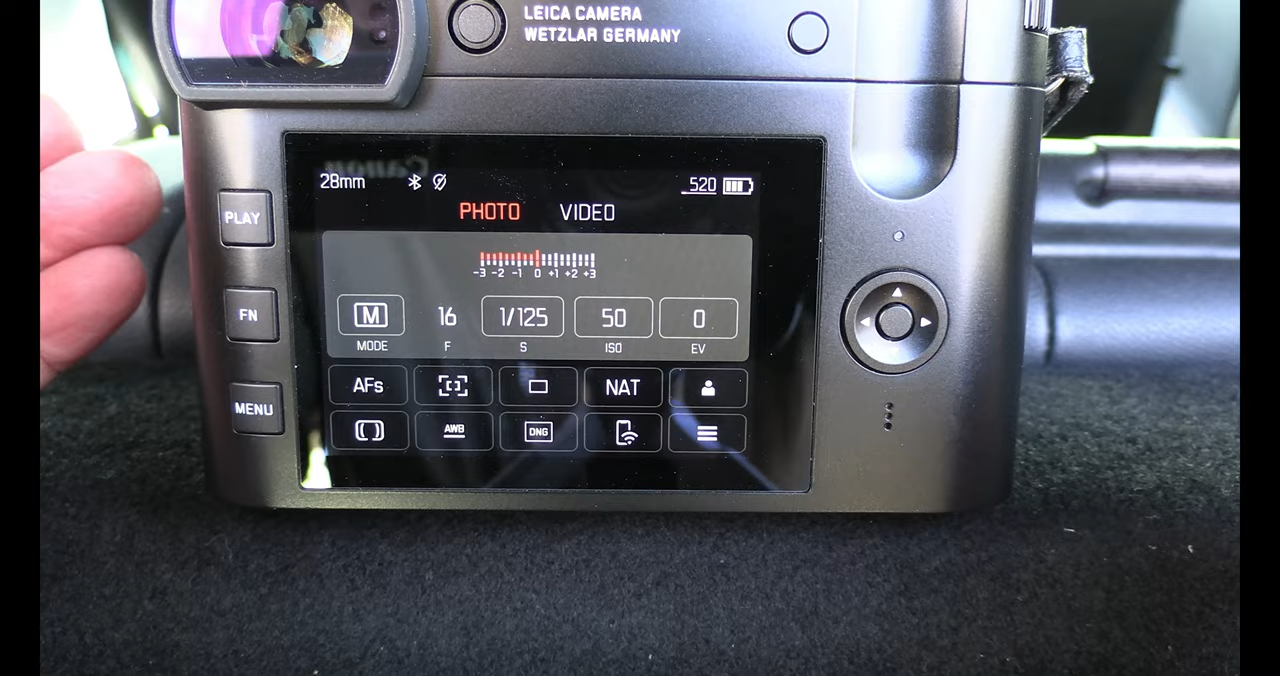 LEICA CAMERA
WETZLAR GERMANY
Canon
28mm
520
PHOTO VIDEO
-3 -2 -1 0 +1 +2 +3
M 16 1/125 50 0
MODE F S ISO EV
AFs NAT
AWB DNG
PLAY
FN
MENU